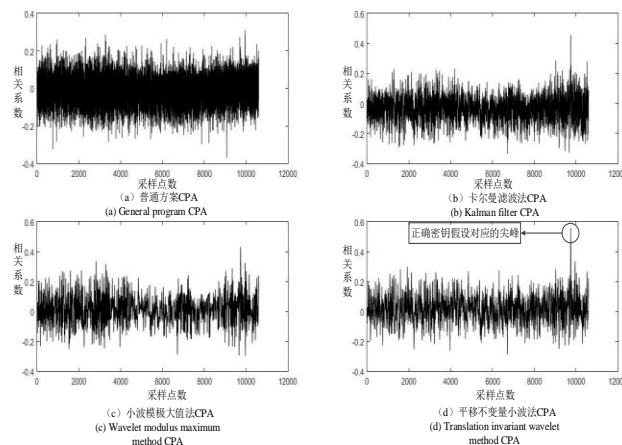 0.4
0.2
0
-0.2
-0.4
相
关
系
数
0 2000 4000 6000 8000 10000 12000
采样点数
（a）普通方案CPA
(a) General program CPA
0.6
0.4
0.2
0
0.2
-0.4
相
关
系
数
0 2000 4000 6000 8000 10000 12000
采样点数
（b）卡尔曼滤波法CPA
(b) Kalman filter CPA
0.6
0.4
0.2
0
0.2
-0.4
相
关
系
数
0 2000 4000 6000 8000 10000 12000
采样点数
（c）小波模极大值法CPA
(c) Wavelet modulus maximum
method CPA
0.6
0.4
0.2
0
0.2
-0.4
相
关
系
数
正确密钥假设对应的尖峰
0 2000 4000 6000 8000 10000 12000
采样点数
（d）平移不变量小波法CPA
(d) Translation invariant wavelet
method CPA